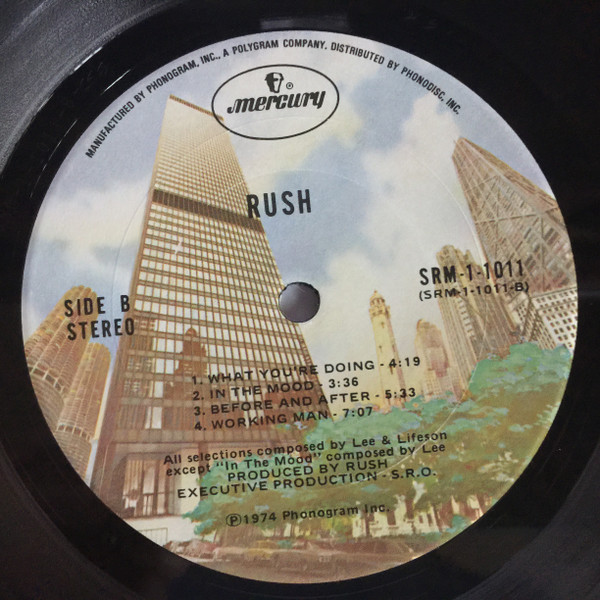 MANUFACTURED BY PHONOGRAM, INC., A POLYGRAM COMPANY. DISTRIBUTED BY PHONODISC, INC.
®
mercury
RUSH
SIDE B
STEREO
SRM-1-1011
(SRM-1-1011-B)
1. WHAT YOU'RE DOING - 4:19
2. IN THE MOOD - 3:36
3. BEFORE AND AFTER - 5:33
4. WORKING MAN - 7:07
All selections composed by Lee & Lifeson
except "In The Mood" composed by Lee
PRODUCED BY RUSH
EXECUTIVE PRODUCTION - S.R.O.
℗1974 Phonogram Inc.